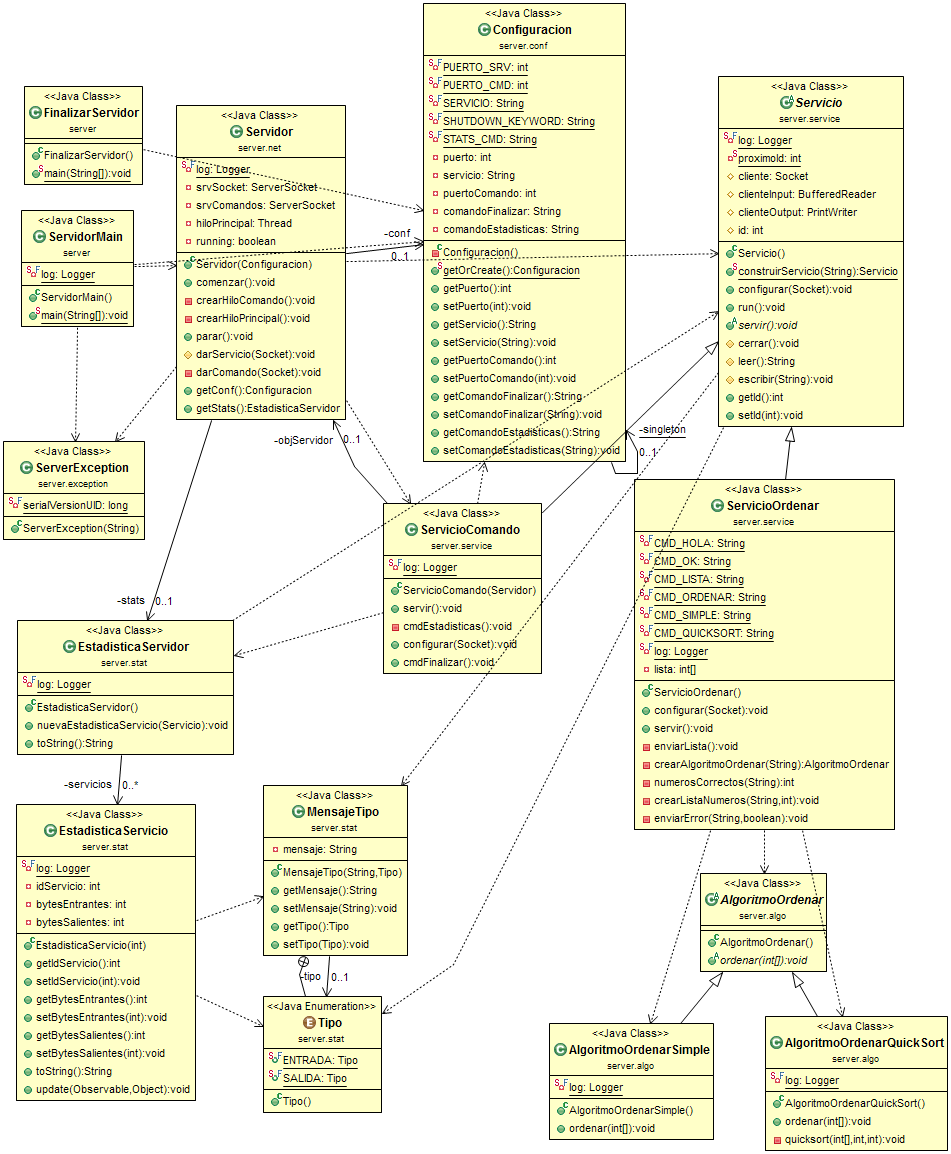 <<Java Class>>
Configuracion
server.conf
PUERTO_SRV: int
PUERTO_CMD: int
SERVICIO: String
SHUTDOWN_KEYWORD: String
STATS_CMD: String
puerto: int
servicio: String
puertoComando: int
comandoFinalizar: String
comandoEstadisticas: String
Configuracion()
getOrCreate():Configuracion
getPuerto():int
setPuerto(int):void
getServicio():String
setServicio(String):void
getPuertoComando():int
setPuertoComando(int):void
getComandoFinalizar():String
setComandoFinalizar(String):void
getComandoEstadisticas():String
setComandoEstadisticas(String):void
<<Java Class>>
FinalizarServidor
server
FinalizarServidor()
main(String[]):void
<<Java Class>>
Servidor
server.net
log: Logger
srvSocket: ServerSocket
srvComandos: ServerSocket
hiloPrincipal: Thread
running: boolean
Servidor(Configuracion)
comenzar():void
crearHiloComando():void
crearHiloPrincipal():void
parar():void
darServicio(Socket):void
darComando(Socket):void
getConf():Configuracion
getStats():EstadisticaServidor
<<Java Class>>
Servicio
server.service
log: Logger
proximoId: int
cliente: Socket
clienteInput: BufferedReader
clienteOutput: PrintWriter
id: int
Servicio()
construirServicio(String):Servicio
configurar(Socket):void
run():void
servir():void
cerrar():void
leer():String
escribir(String):void
getId():int
setId(int):void
<<Java Class>>
ServidorMain
server
log: Logger
ServidorMain()
main(String[]):void
-conf
0..1
-singleton
0..1
-objServidor
0..1
<<Java Class>>
ServerException
server.exception
serialVersionUID: long
ServerException(String)
<<Java Class>>
ServicioComando
server.service
log: Logger
ServicioComando(Servidor)
servir():void
cmdEstadisticas():void
configurar(Socket):void
cmdFinalizar():void
<<Java Class>>
ServicioOrdenar
server.service
CMD_HOLA: String
CMD_OK: String
CMD_LISTA: String
CMD_ORDENAR: String
CMD_SIMPLE: String
CMD_QUICKSORT: String
log: Logger
lista: int[]
ServicioOrdenar()
configurar(Socket):void
servir():void
enviarLista():void
crearAlgoritmoOrdenar(String):AlgoritmoOrdenar
numerosCorrectos(String):int
crearListaNumeros(String,int):void
enviarError(String,boolean):void
-stats
0..1
<<Java Class>>
EstadisticaServidor
server.stat
log: Logger
EstadisticaServidor()
nuevaEstadisticaServicio(Servicio):void
toString():String
-servicios
0..*
<<Java Class>>
EstadisticaServicio
server.stat
log: Logger
idServicio: int
bytesEntrantes: int
bytesSalientes: int
EstadisticaServicio(int)
getIdServicio():int
setIdServicio(int):void
getBytesEntrantes():int
setBytesEntrantes(int):void
getBytesSalientes():int
setBytesSalientes(int):void
toString():String
update(Observable,Object):void
<<Java Class>>
MensajeTipo
server.stat
mensaje: String
MensajeTipo(String,Tipo)
getMensaje():String
setMensaje(String):void
getTipo():Tipo
setTipo(Tipo):void
-tipo
0..1
<<Java Enumeration>>
Tipo
server.stat
ENTRADA: Tipo
SALIDA: Tipo
Tipo()
<<Java Class>>
AlgoritmoOrdenar
server.algo
AlgoritmoOrdenar()
ordenar(int[]):void
<<Java Class>>
AlgoritmoOrdenarSimple
server.algo
log: Logger
AlgoritmoOrdenarSimple()
ordenar(int[]):void
<<Java Class>>
AlgoritmoOrdenarQuickSort
server.algo
log: Logger
AlgoritmoOrdenarQuickSort()
ordenar(int[]):void
quicksort(int[],int,int):void